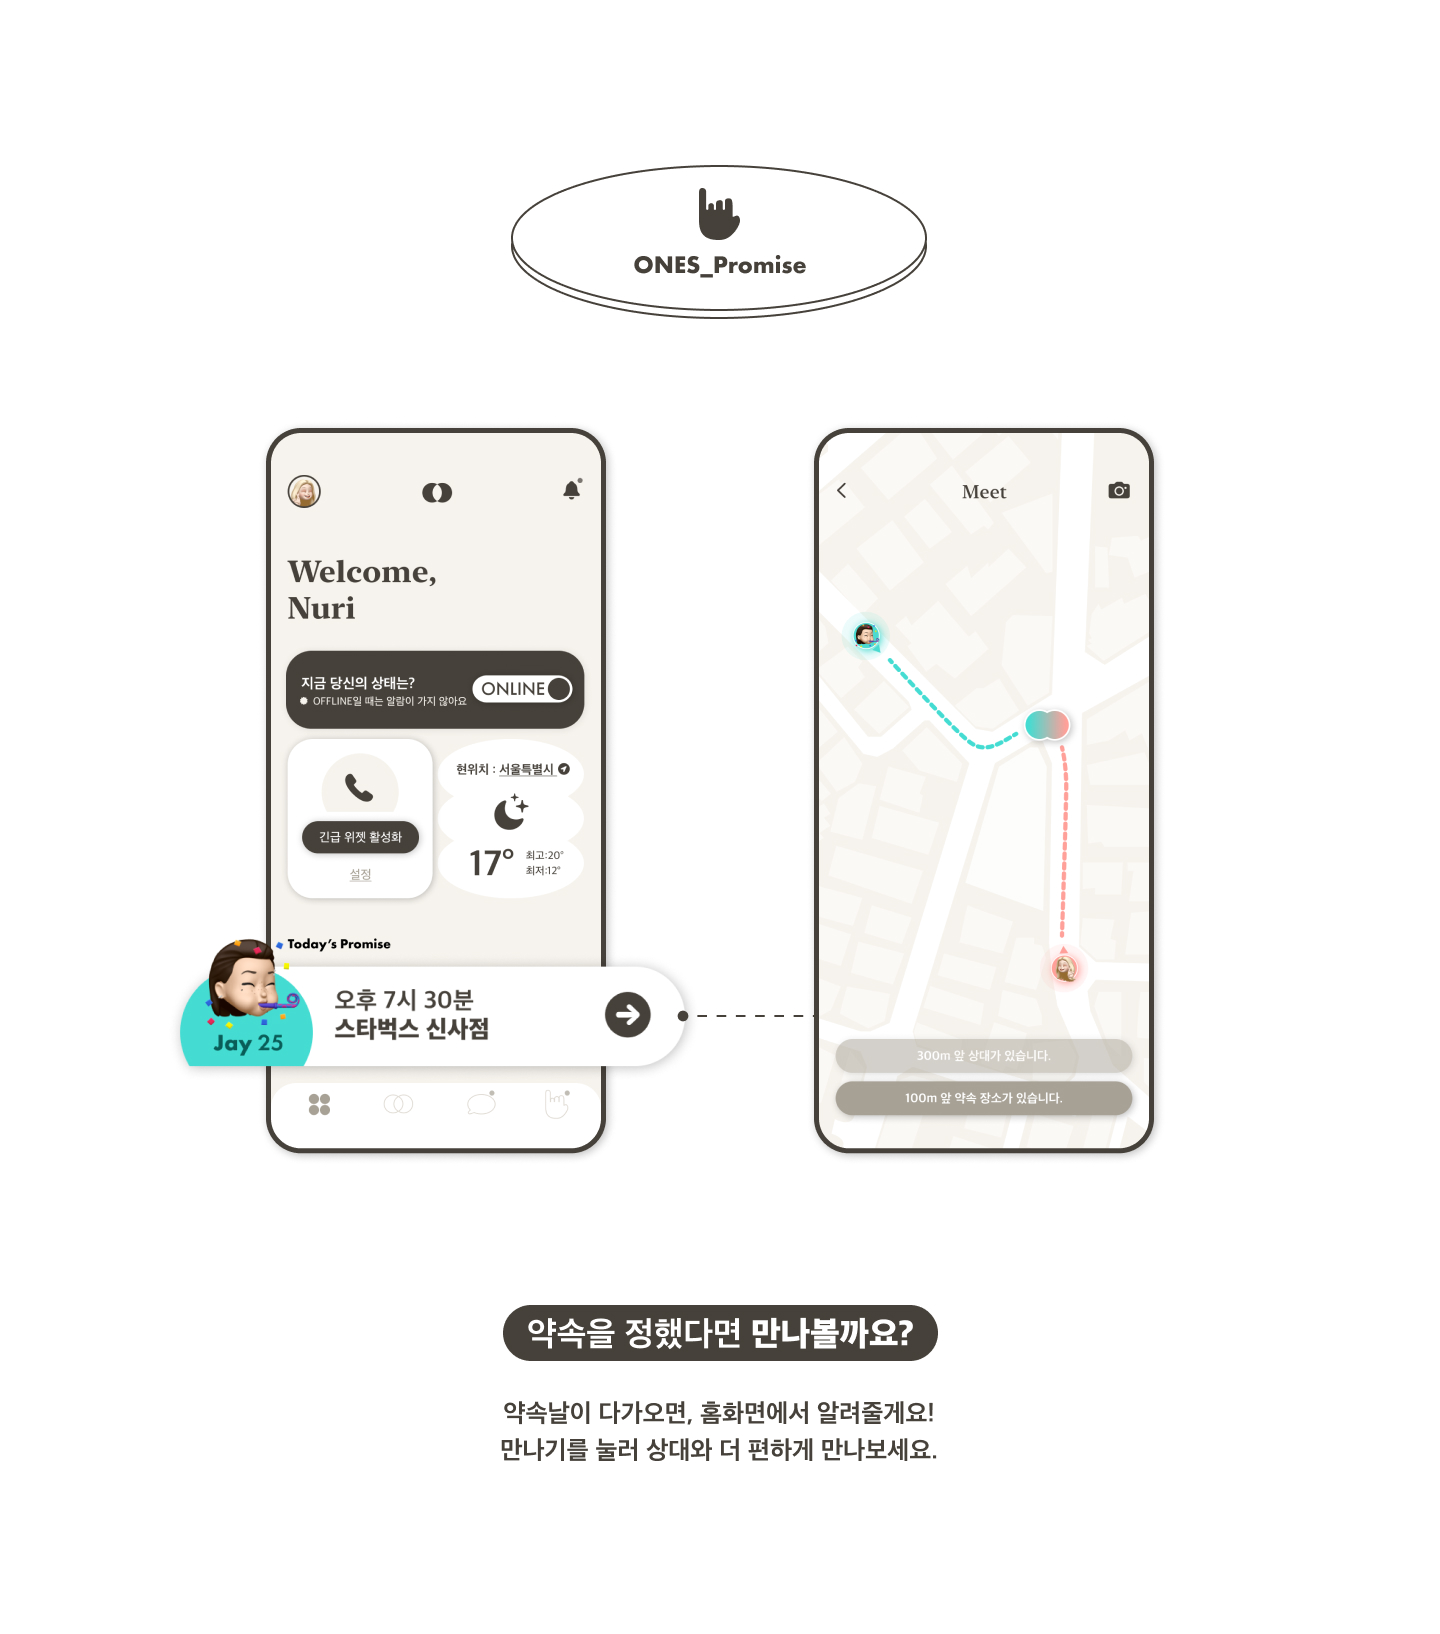 ONES_Promise
Welcome,
Nuri
지금 당신의 상태는?
OFFLINE일 때는 알람이 가지 않아요
ONLINE
긴급 위젯 활성화
설정
현위치 : 서울특별시
17°
최고:20°
최저:12°
Today's Promise
Jay 25
오후 7시 30분
스타벅스 신사점
Meet
300m 앞 상대가 있습니다.
100m 앞 약속 장소가 있습니다.
약속을 정했다면 만나볼까요?
약속날이 다가오면, 홈화면에서 알려줄게요!
만나기를 눌러 상대와 더 편하게 만나보세요.